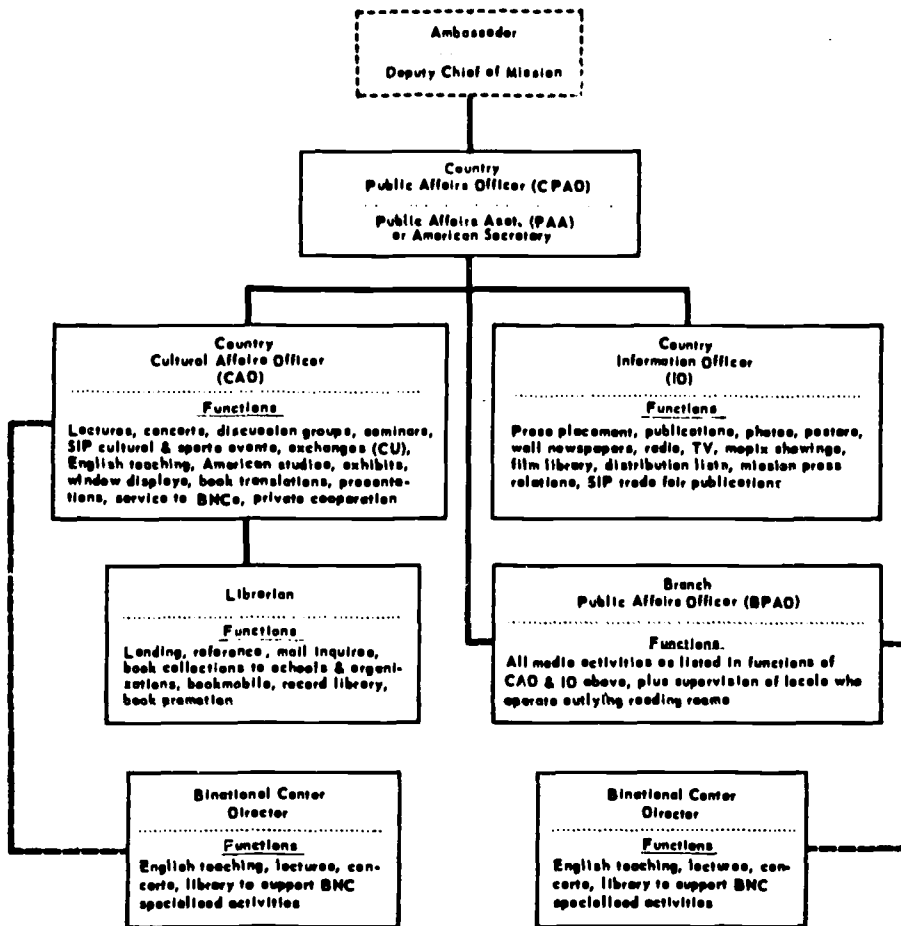 Ambassador
Deputy Chief of Mission
Country
Public Affairs Officer (CPAO)
Public Affairs Asst. (PAA)
or American Secretary
Country
Cultural Affairs Officer
(CAO)
Functions
Lectures, concerts, discussion groups, seminars,
SIP cultural & sports events, exchanges (CU),
English teaching, American studies, exhibits,
window displays, book translations, presenta-
tions, service to BNCs, private cooperation
Country
Information Officer
(IO)
Functions
Press placement, publications, photos, posters,
wall newspapers, radio, TV, mopix showings,
film library, distribution lists, mission press
relations, SIP trade fair publications
Librarian
Functions
Lending, reference, mail inquires,
book collections to schools & organi-
zations, bookmobile, record library,
book promotion
Branch
Public Affairs Officer (BPAO)
Functions.
All media activities as listed in functions of
CAO & IO above, plus supervision of locals who
operate outlying reading rooms
Binational Center
Director
Functions
English teaching, lectures, con-
certs, library to support BNC
specialised activities
Binational Center
Director
Functions
English teaching, lectures, con-
certs, library to support BNC
specialised activities